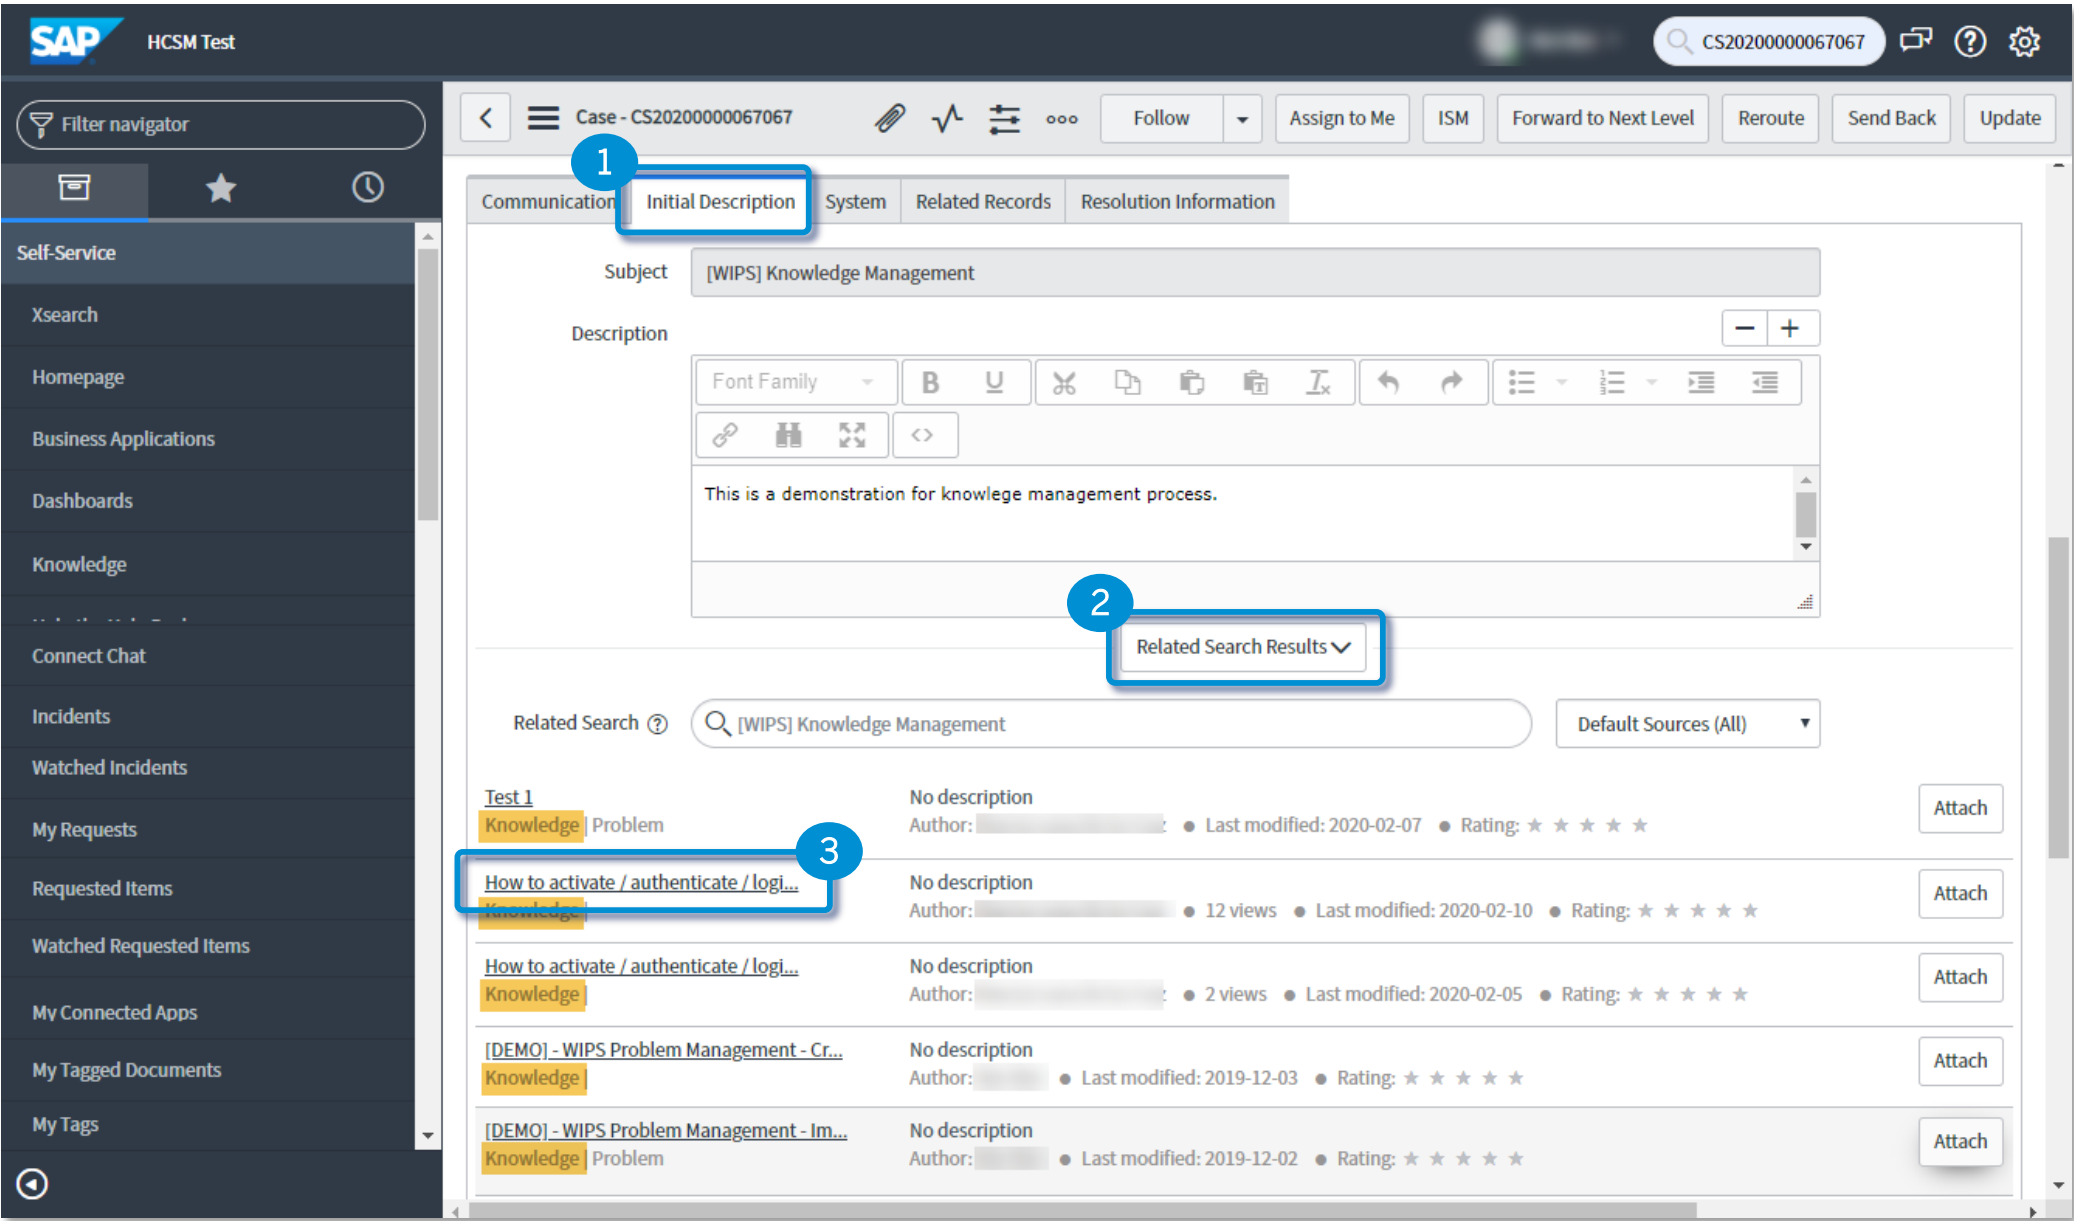 SAP
HCSM Test
CS20200000067067
Filter navigator
Self-Service
Xsearch
Homepage
Business Applications
Dashboards
Knowledge
Connect Chat
Incidents
Watched Incidents
My Requests
Requested Items
Watched Requested Items
My Connected Apps
My Tagged Documents
My Tags
Case - CS20200000067067
Follow
Assign to Me
ISM
Forward to Next Level
Reroute
Send Back
Update
1
Communication
Initial Description
System
Related Records
Resolution Information
Subject
[WIPS] Knowledge Management
Description
Font Family
B
U
This is a demonstration for knowlege management process.
2
Related Search Results
Related Search
[WIPS] Knowledge Management
Default Sources (All)
Test 1
No description
Attach
Knowledge | Problem
Author:
Last modified: 2020-02-07
Rating:
3
How to activate / authenticate / logi...
No description
Attach
Knowledge |
Author:
12 views
Last modified: 2020-02-10
Rating:
How to activate / authenticate / logi...
No description
Attach
Knowledge |
Author:
2 views
Last modified: 2020-02-05
Rating:
[DEMO] - WIPS Problem Management - Cr...
No description
Attach
Knowledge |
Author:
Last modified: 2019-12-03
Rating:
[DEMO] - WIPS Problem Management - Im...
No description
Attach
Knowledge | Problem
Author:
Last modified: 2019-12-02
Rating: